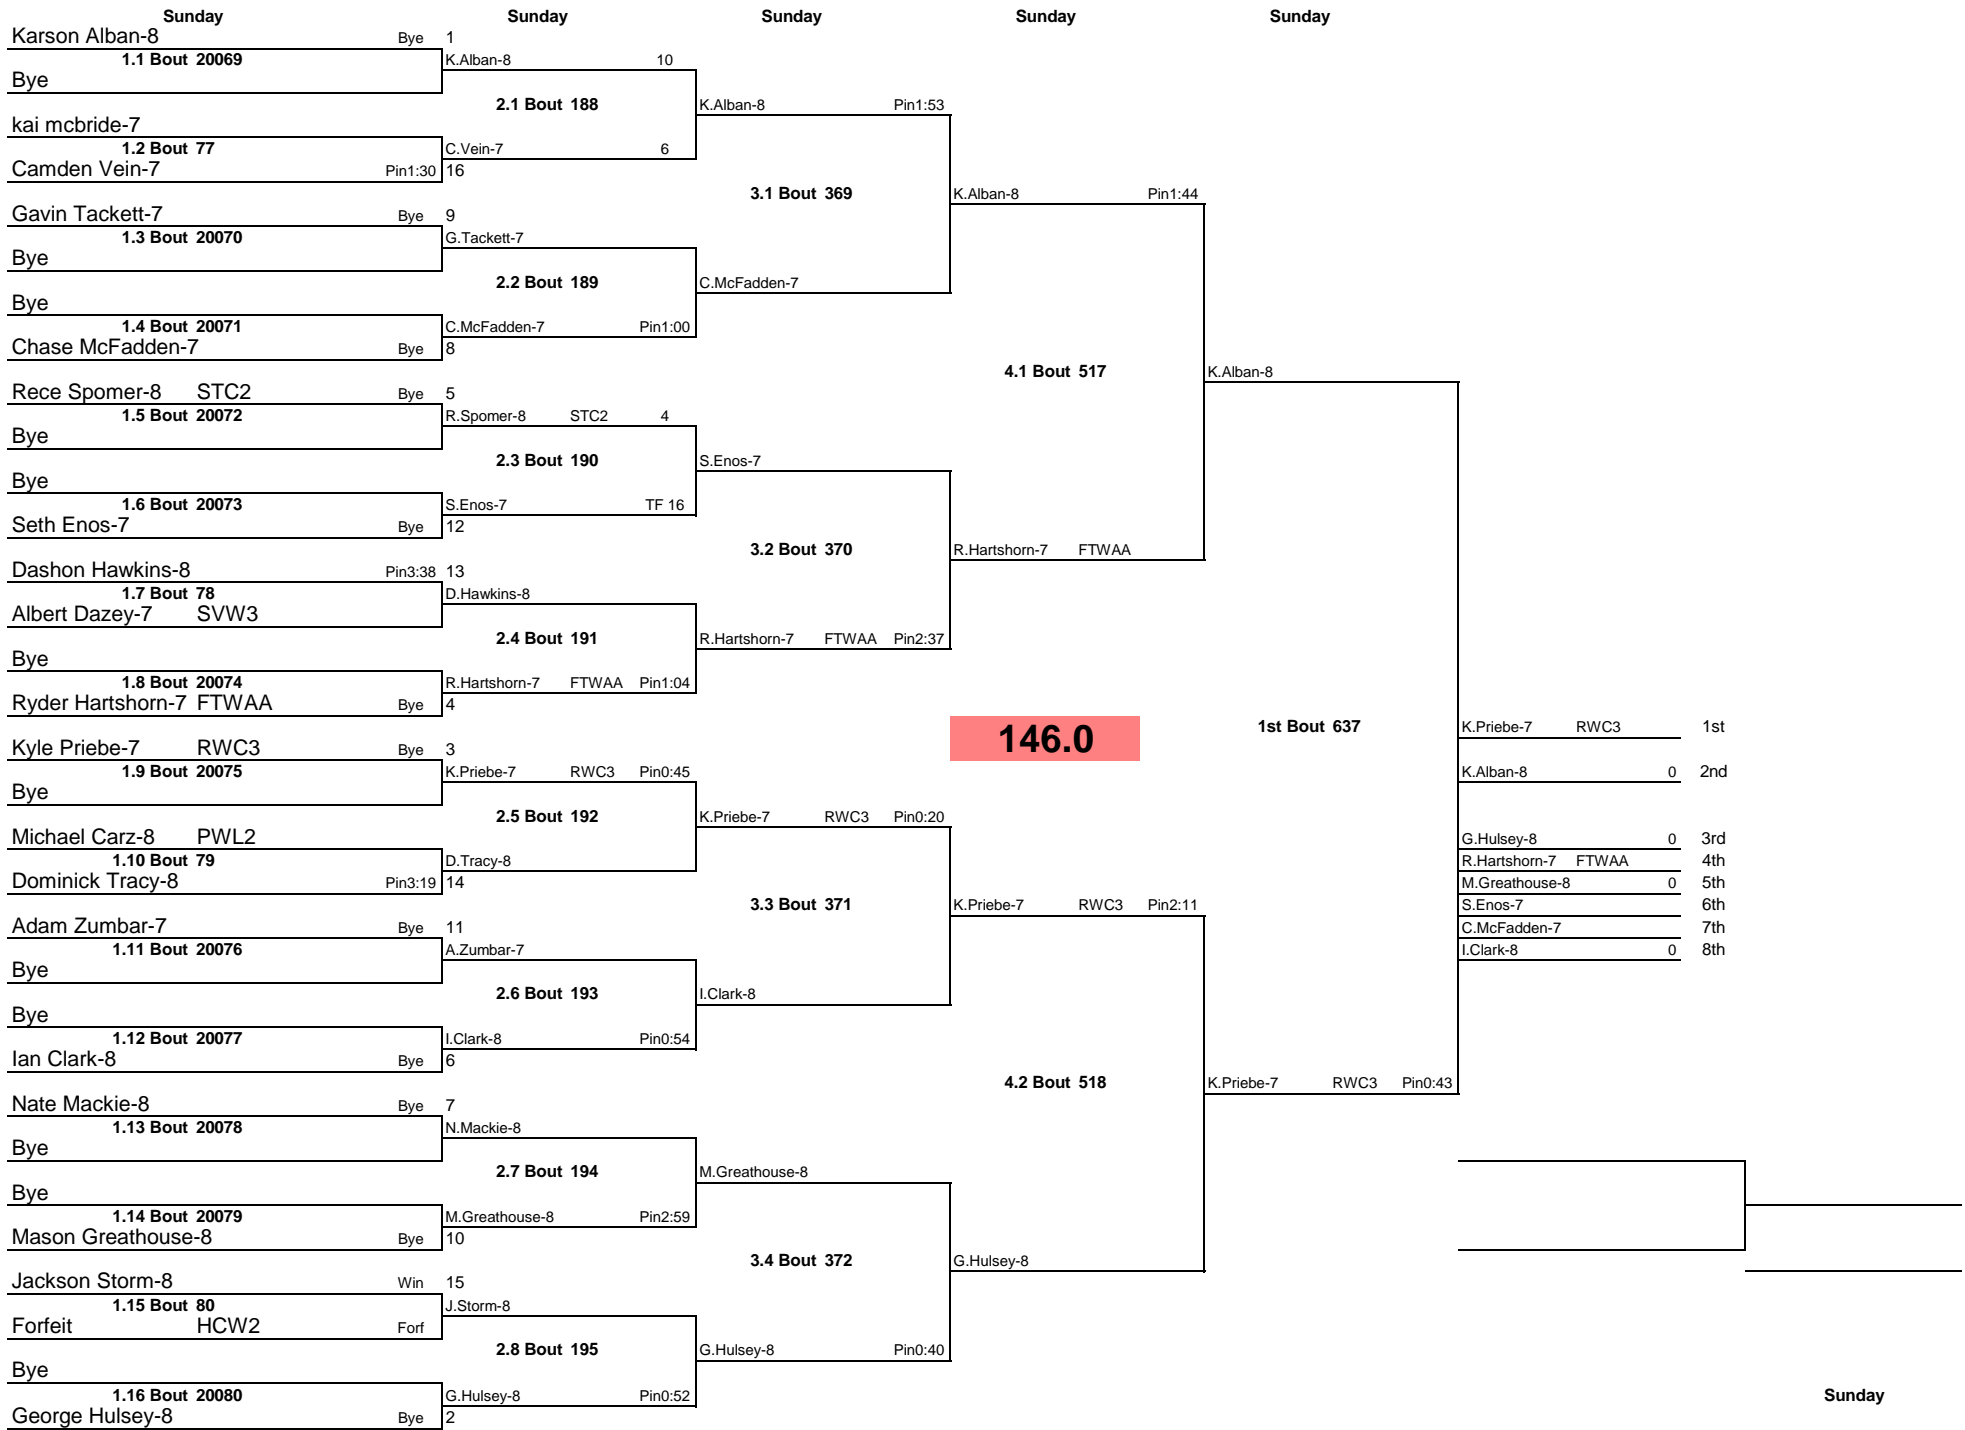 Sunday Sunday Sunday Sunday Sunday
Karson Alban-8 Bye 1
1.1 Bout 20069 K.Alban-8 10
Bye
2.1 Bout 188 K.Alban-8 Pin1:53
kai mcbride-7
1.2 Bout 77 C.Vein-7 6
Camden Vein-7 Pin1:30 16
3.1 Bout 369 K.Alban-8 Pin1:44
Gavin Tackett-7 Bye 9
1.3 Bout 20070 G.Tackett-7
Bye
2.2 Bout 189 C.McFadden-7
Bye
1.4 Bout 20071 C.McFadden-7 Pin1:00
Chase McFadden-7 Bye 8
4.1 Bout 517 K.Alban-8
Rece Spomer-8 STC2 Bye 5
1.5 Bout 20072 R.Spomer-8 STC2 4
Bye
2.3 Bout 190 S.Enos-7
Bye
1.6 Bout 20073 S.Enos-7 TF 16
Seth Enos-7 Bye 12
3.2 Bout 370 R.Hartshorn-7 FTWAA
Dashon Hawkins-8 Pin3:38 13
1.7 Bout 78 D.Hawkins-8
Albert Dazey-7 SVW3
2.4 Bout 191 R.Hartshorn-7 FTWAA Pin2:37
Bye
1.8 Bout 20074 R.Hartshorn-7 FTWAA Pin1:04
Ryder Hartshorn-7 FTWAA Bye 4
146.0 1st Bout 637 K.Priebe-7 RWC3 1st
Kyle Priebe-7 RWC3 Bye 3
1.9 Bout 20075 K.Priebe-7 RWC3 Pin0:45 K.Alban-8 0 2nd
Bye
2.5 Bout 192 K.Priebe-7 RWC3 Pin0:20
Michael Carz-8 PWL2 G.Hulsey-8 0 3rd
1.10 Bout 79 D.Tracy-8 R.Hartshorn-7 FTWAA 4th
Dominick Tracy-8 Pin3:19 14 M.Greathouse-8 0 5th
3.3 Bout 371 K.Priebe-7 RWC3 Pin2:11 S.Enos-7 6th
Adam Zumbar-7 Bye 11 C.McFadden-7 7th
1.11 Bout 20076 A.Zumbar-7 I.Clark-8 0 8th
Bye
2.6 Bout 193 I.Clark-8
Bye
1.12 Bout 20077 I.Clark-8 Pin0:54
Ian Clark-8 Bye 6
4.2 Bout 518 K.Priebe-7 RWC3 Pin0:43
Nate Mackie-8 Bye 7
1.13 Bout 20078 N.Mackie-8
Bye
2.7 Bout 194 M.Greathouse-8
Bye
1.14 Bout 20079 M.Greathouse-8 Pin2:59
Mason Greathouse-8 Bye 10
3.4 Bout 372 G.Hulsey-8
Jackson Storm-8 Win 15
1.15 Bout 80 J.Storm-8
Forfeit HCW2 Forf
2.8 Bout 195 G.Hulsey-8 Pin0:40
Bye
1.16 Bout 20080 G.Hulsey-8 Pin0:52 Sunday
George Hulsey-8 Bye 2